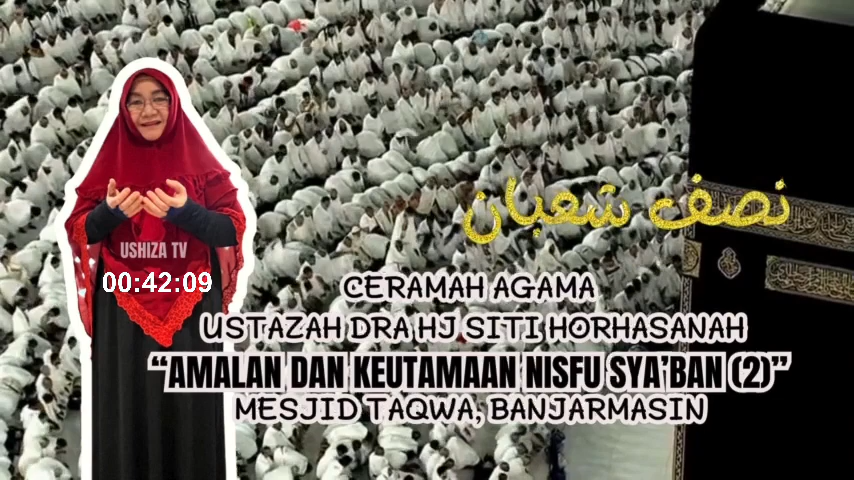 نصف شعبان
USHIZA TV
00:42:09
CERAMAH AGAMA
USTAZAH DRA HJ SITI HORHASANAH
“AMALAN DAN KEUTAMAAN NISFU SYA’BAN (2)”
MESJID TAQWA, BANJARMASIN